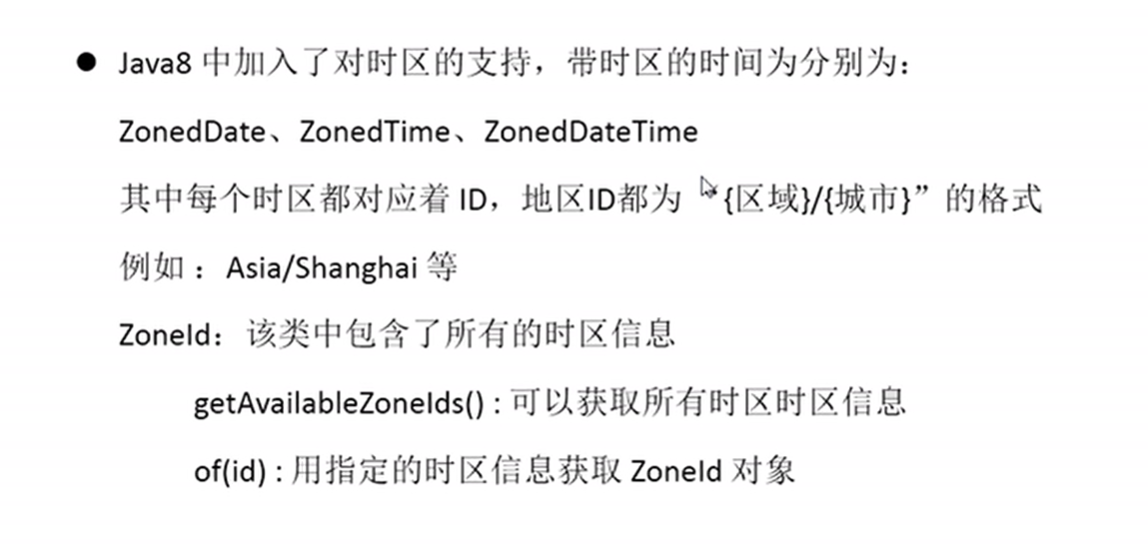 ● Java8 中加入了对时区的支持，带时区的时间为分别为：
ZonedDate、ZonedTime、ZonedDateTime
其中每个时区都对应着 ID，地区ID都为 “{区域}/{城市}” 的格式
例如 ：Asia/Shanghai 等
ZoneId：该类中包含了所有的时区信息
getAvailableZoneIds() : 可以获取所有时区时区信息
of(id) : 用指定的时区信息获取 ZoneId 对象